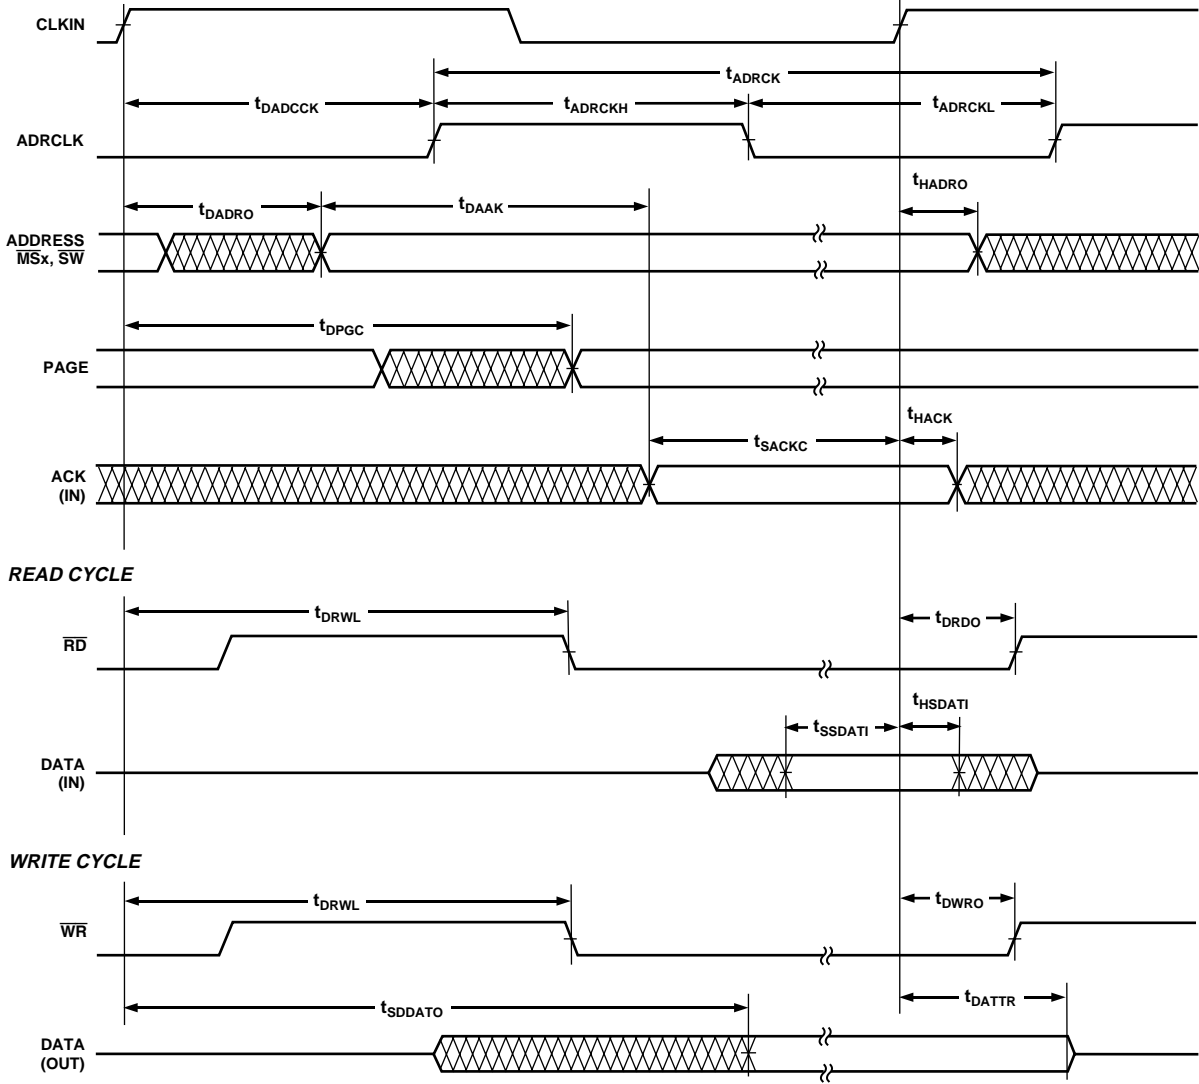 CLKIN
tADRCK
tDADCCK
tADRCKH
tADRCKL
ADRCLK
tHADRO
tDADRO
tDAAK
ADDRESS
MSx, SW
tDPGC
PAGE
tHACK
tSACKC
ACK
(IN)
READ CYCLE
tDRWL
tDRDO
RD
tHSDATI
tSSDATI
DATA
(IN)
WRITE CYCLE
tDRWL
tDWRO
WR
tSDDATO
tDATTR
DATA
(OUT)